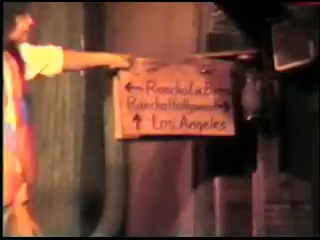 ← Rancho La Brea
Rancho Hollywood →
↑ Los Angeles